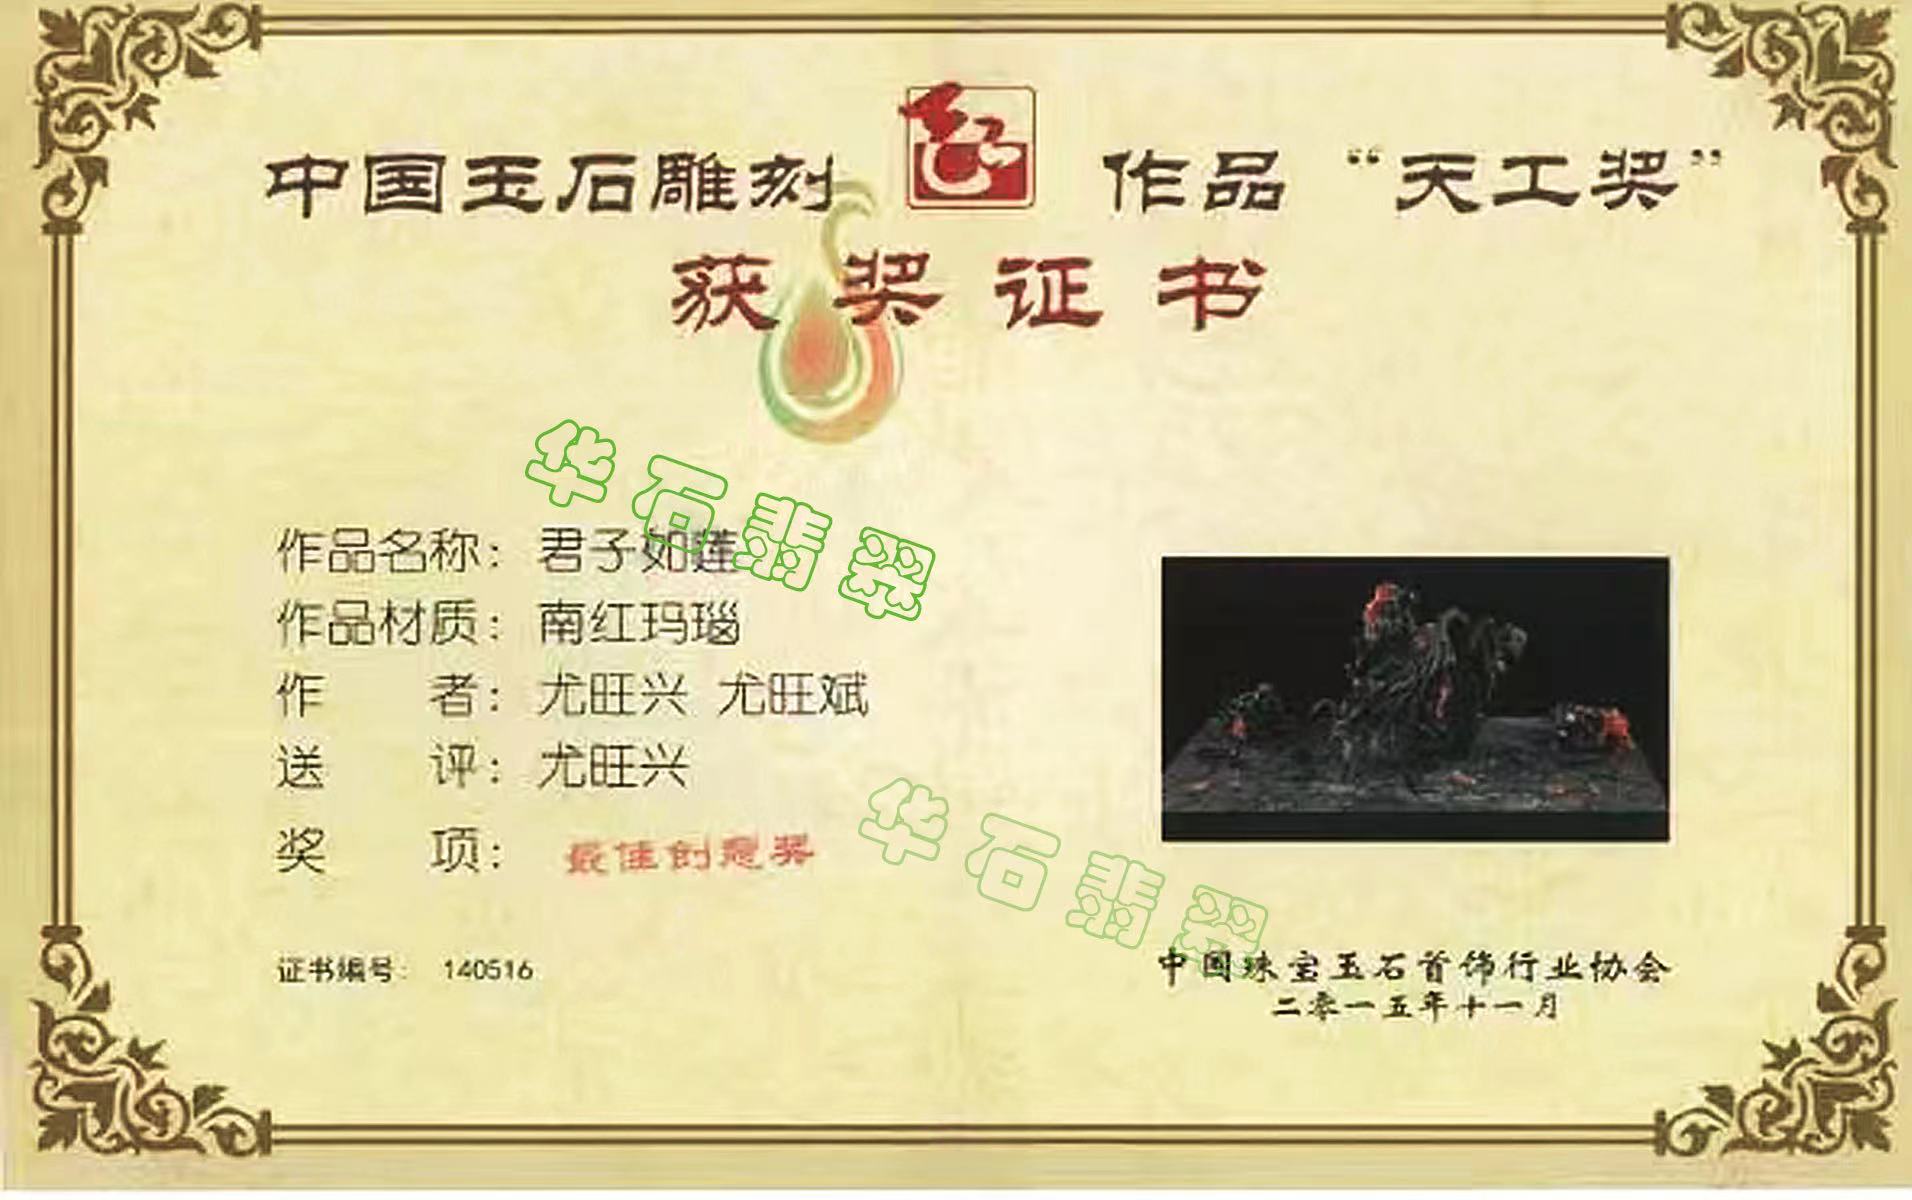 中国玉石雕刻 作品“天工奖”
获奖证书
华石翡翠
作品名称：君子如莲
作品材质：南红玛瑙
作 者：尤旺兴 尤旺斌
送 评：尤旺兴
奖 项：最佳创意奖
华石翡翠
证书编号： 140516
中国珠宝玉石首饰行业协会
二零一五年十一月